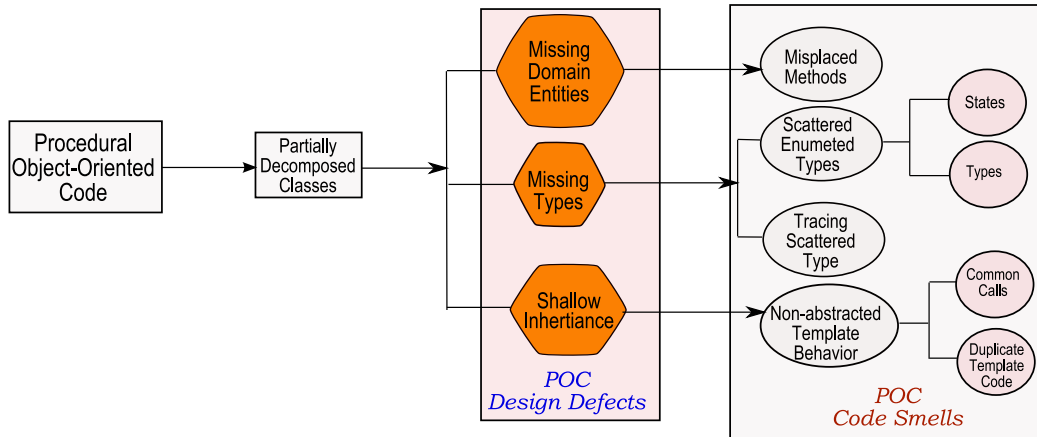 Procedural
Object-Oriented
Code
Partially
Decomposed
Classes
Missing
Domain
Entities
Missing
Types
Shallow
Inhertiance
POC
Design Defects
Misplaced
Methods
Scattered
Enumeted
Types
Tracing
Scattered
Type
Non-abstracted
Template
Behavior
States
Types
Common
Calls
Duplicate
Template
Code
POC
Code Smells